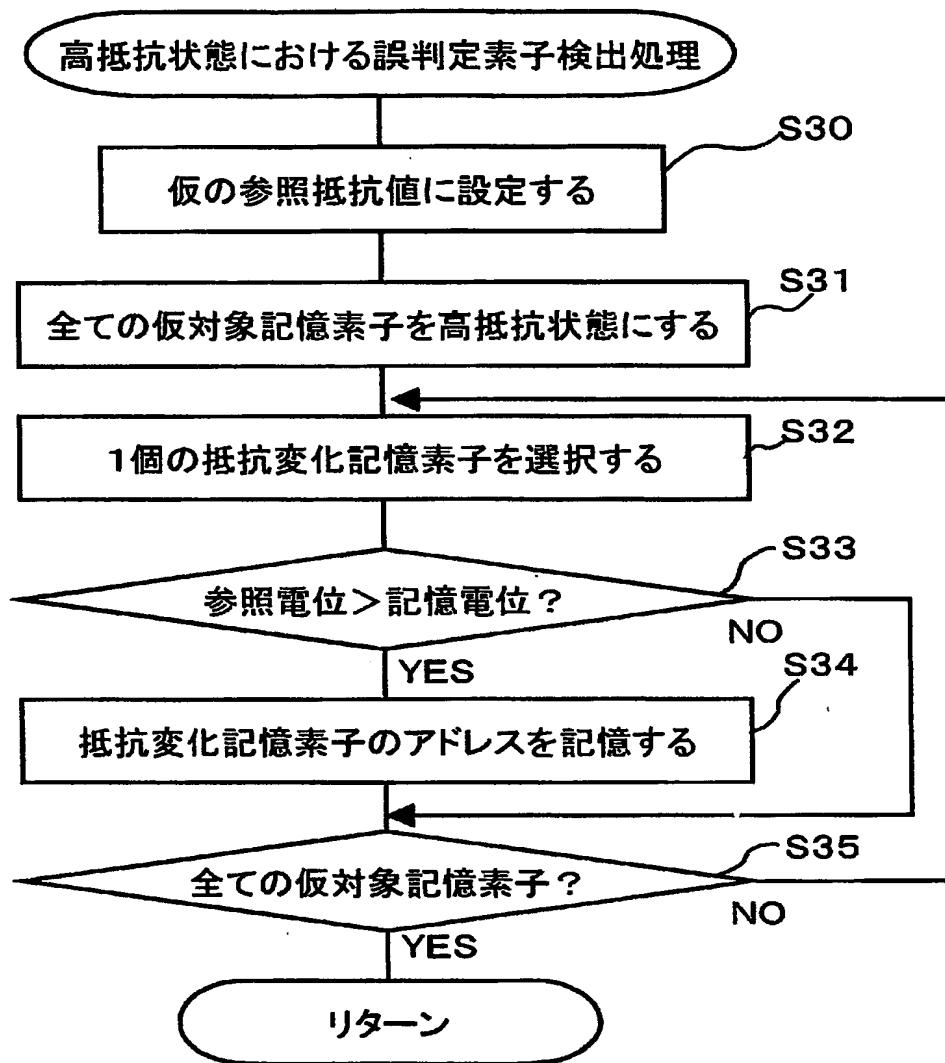 高抵抗状態における誤判定素子検出処理
S30
仮の参照抵抗値に設定する
S31
全ての仮対象記憶素子を高抵抗状態にする
S32
1個の抵抗変化記憶素子を選択する
S33
参照電位＞記憶電位？
NO
YES
S34
抵抗変化記憶素子のアドレスを記憶する
S35
全ての仮対象記憶素子？
NO
YES
リターン